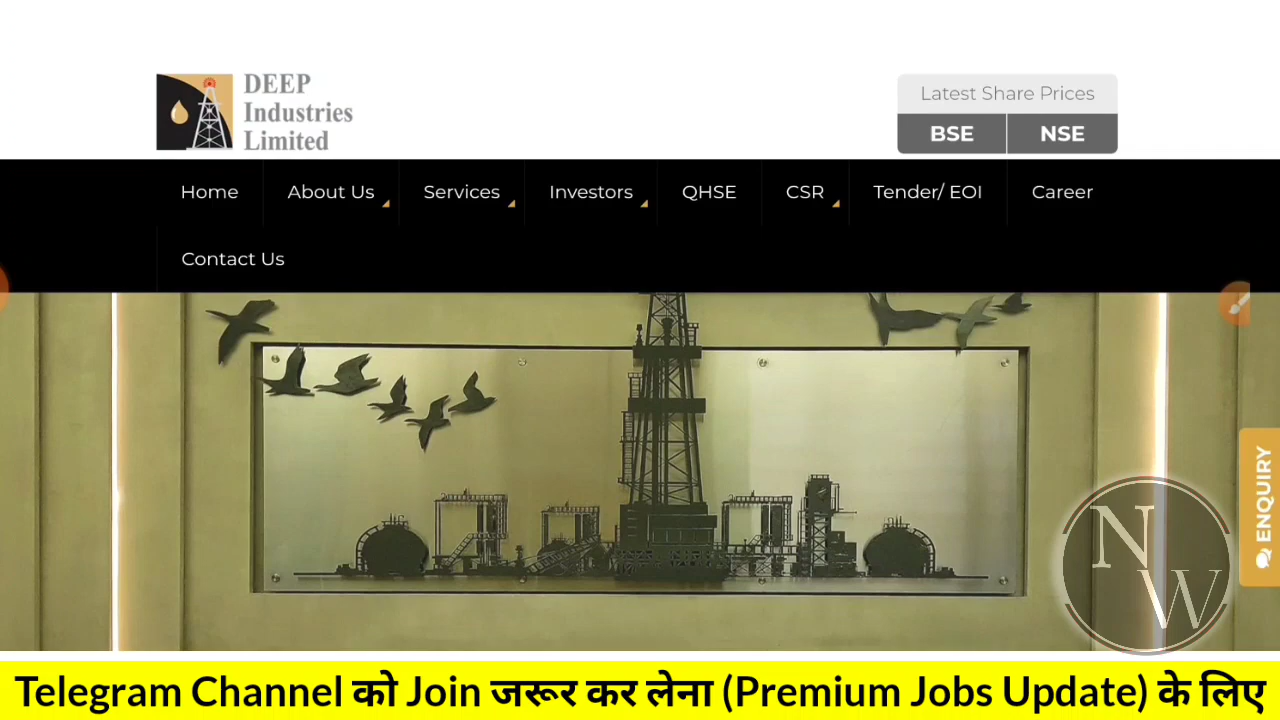 DEEP
Industries
Limited
Latest Share Prices
BSE NSE
Home About Us Services Investors QHSE CSR Tender/ EOI Career
Contact Us
ENQUIRY
NW
Telegram Channel को Join जरूर कर लेना (Premium Jobs Update) के लिए